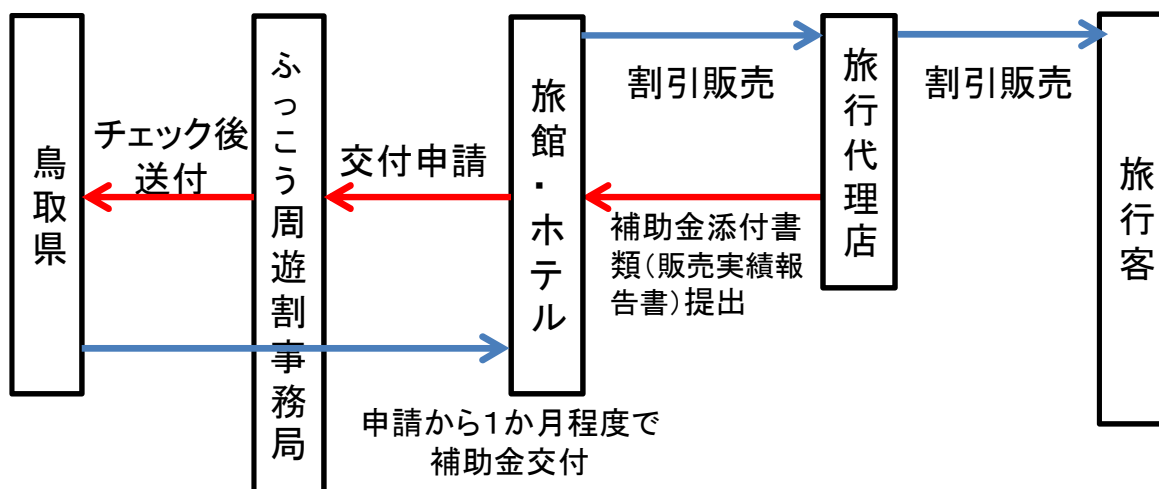 鳥取県
チェック後
送付
ふっこう周遊割事務局
交付申請
旅館・ホテル
割引販売
補助金添付書
類（販売実績報
告書）提出
旅行代理店
割引販売
旅行客
申請から１か月程度で
補助金交付